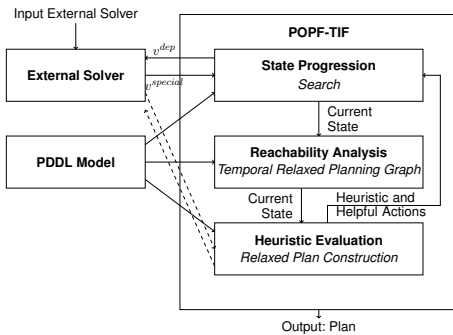 Input External Solver
POPF-TIF
v^dep
External Solver
v^special
State Progression
Search
Current
State
PDDL Model
Reachability Analysis
Temporal Relaxed Planning Graph
Current
State
Heuristic and
Helpful Actions
Heuristic Evaluation
Relaxed Plan Construction
Output: Plan